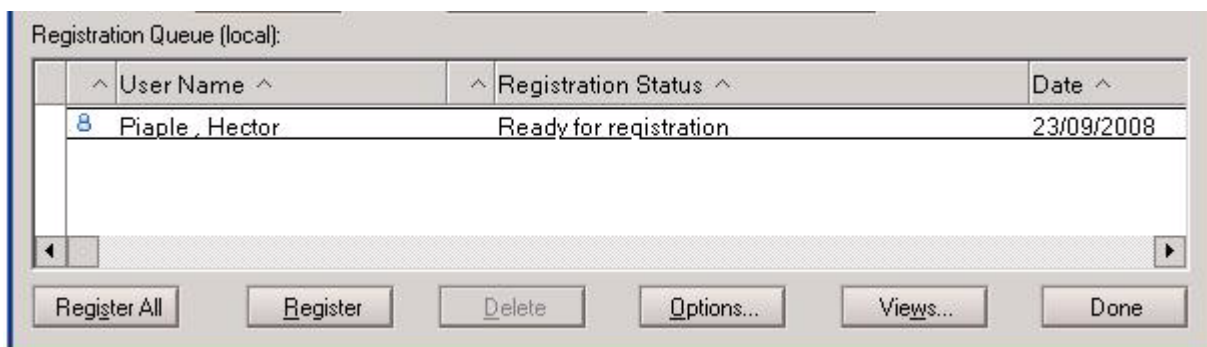 Registration Queue (local):
User Name Registration Status Date
Piaple , Hector Ready for registration 23/09/2008
Register All Register Delete Options... Views... Done